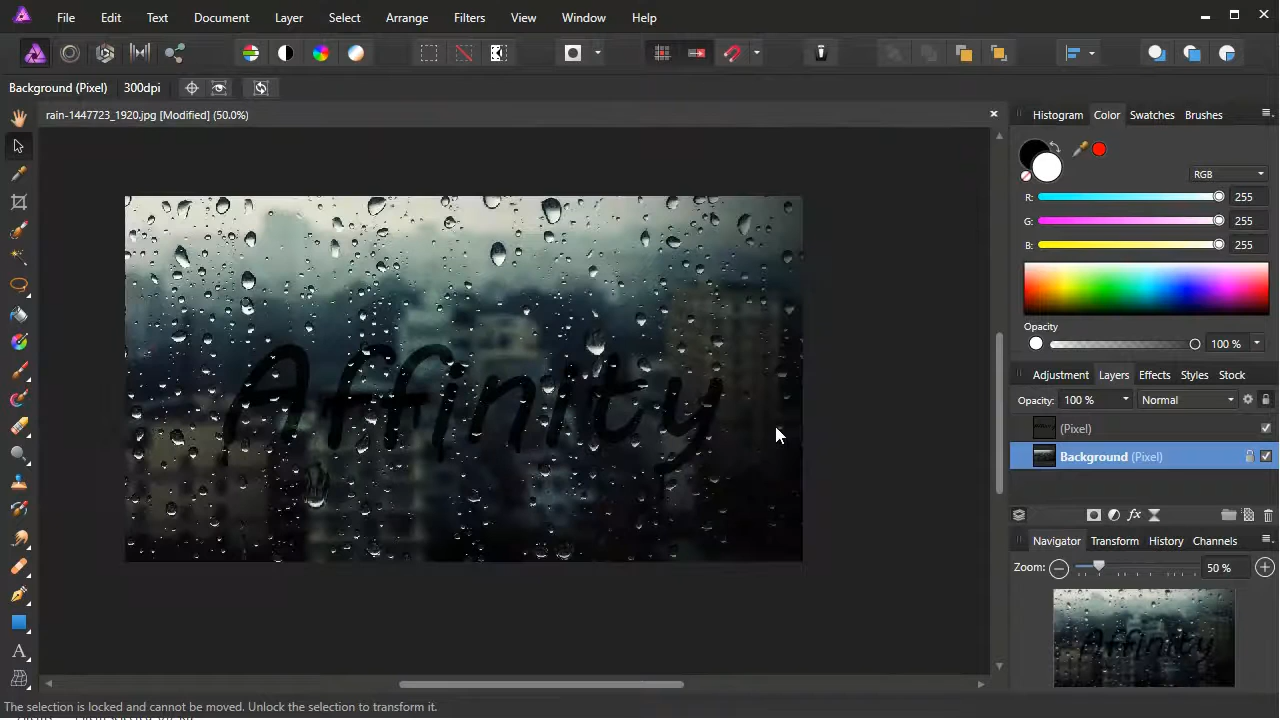 File Edit Text Document Layer Select Arrange Filters View Window Help
Background (Pixel) 300dpi
rain-1447723_1920.jpg [Modified] (50.0%)
Histogram Color Swatches Brushes
RGB
R: 255
G: 255
B: 255
Opacity
100 %
Adjustment Layers Effects Styles Stock
Opacity: 100 % Normal
(Pixel)
Background (Pixel)
fx
Navigator Transform History Channels
Zoom: 50 %
Affinity
Affinity
A
The selection is locked and cannot be moved. Unlock the selection to transform it.